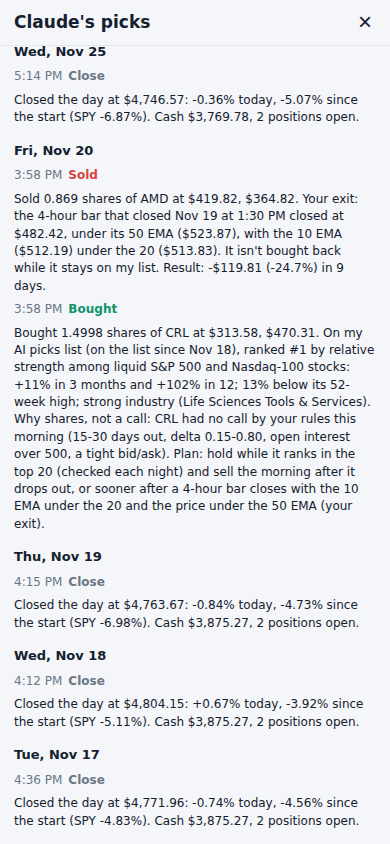 Claude's picks
✕
Wed, Nov 25
5:14 PM Close
Closed the day at $4,746.57: -0.36% today, -5.07% since
the start (SPY -6.87%). Cash $3,769.78, 2 positions open.
Fri, Nov 20
3:58 PM Sold
Sold 0.869 shares of AMD at $419.82, $364.82. Your exit:
the 4-hour bar that closed Nov 19 at 1:30 PM closed at
$482.42, under its 50 EMA ($523.87), with the 10 EMA
($512.19) under the 20 ($513.83). It isn't bought back
while it stays on my list. Result: -$119.81 (-24.7%) in 9
days.
3:58 PM Bought
Bought 1.4998 shares of CRL at $313.58, $470.31. On my
AI picks list (on the list since Nov 18), ranked #1 by relative
strength among liquid S&P 500 and Nasdaq-100 stocks:
+11% in 3 months and +102% in 12; 13% below its 52-
week high; strong industry (Life Sciences Tools & Services).
Why shares, not a call: CRL had no call by your rules this
morning (15-30 days out, delta 0.15-0.80, open interest
over 500, a tight bid/ask). Plan: hold while it ranks in the
top 20 (checked each night) and sell the morning after it
drops out, or sooner after a 4-hour bar closes with the 10
EMA under the 20 and the price under the 50 EMA (your
exit).
Thu, Nov 19
4:15 PM Close
Closed the day at $4,763.67: -0.84% today, -4.73% since
the start (SPY -6.98%). Cash $3,875.27, 2 positions open.
Wed, Nov 18
4:12 PM Close
Closed the day at $4,804.15: +0.67% today, -3.92% since
the start (SPY -5.11%). Cash $3,875.27, 2 positions open.
Tue, Nov 17
4:36 PM Close
Closed the day at $4,771.96: -0.74% today, -4.56% since
the start (SPY -4.83%). Cash $3,875.27, 2 positions open.